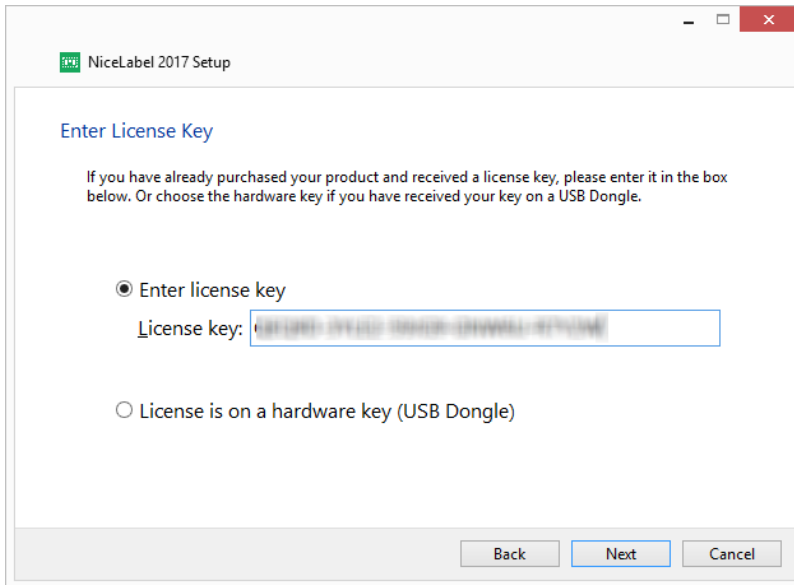 NiceLabel 2017 Setup
Enter License Key
If you have already purchased your product and received a license key, please enter it in the box
below. Or choose the hardware key if you have received your key on a USB Dongle.
Enter license key
License key:
License is on a hardware key (USB Dongle)
Back Next Cancel